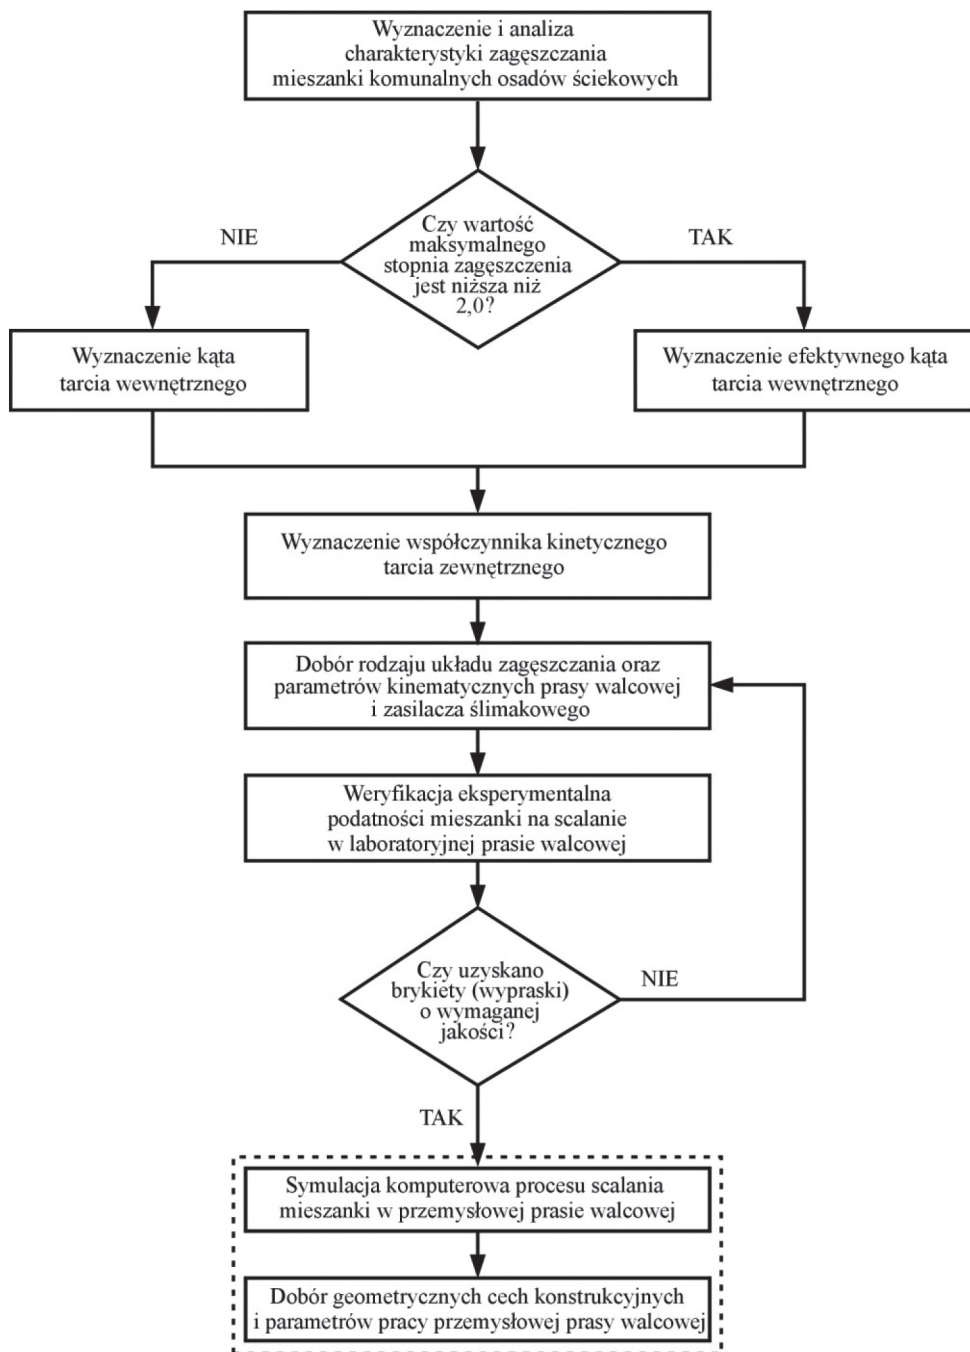 Wyznaczenie i analiza
charakterystyki zagęszczania
mieszanki komunalnych osadów ściekowych
Czy wartość
maksymalnego
stopnia zagęszczenia
jest niższa niż
2,0?
NIE
TAK
Wyznaczenie kąta
tarcia wewnętrznego
Wyznaczenie efektywnego kąta
tarcia wewnętrznego
Wyznaczenie współczynnika kinetycznego
tarcia zewnętrznego
Dobór rodzaju układu zagęszczania oraz
parametrów kinematycznych prasy walcowej
i zasilacza ślimakowego
Weryfikacja eksperymentalna
podatności mieszanki na scalanie
w laboratoryjnej prasie walcowej
Czy uzyskano
brykiety (wypraski)
o wymaganej
jakości?
NIE
TAK
Symulacja komputerowa procesu scalania
mieszanki w przemysłowej prasie walcowej
Dobór geometrycznych cech konstrukcyjnych
i parametrów pracy przemysłowej prasy walcowej